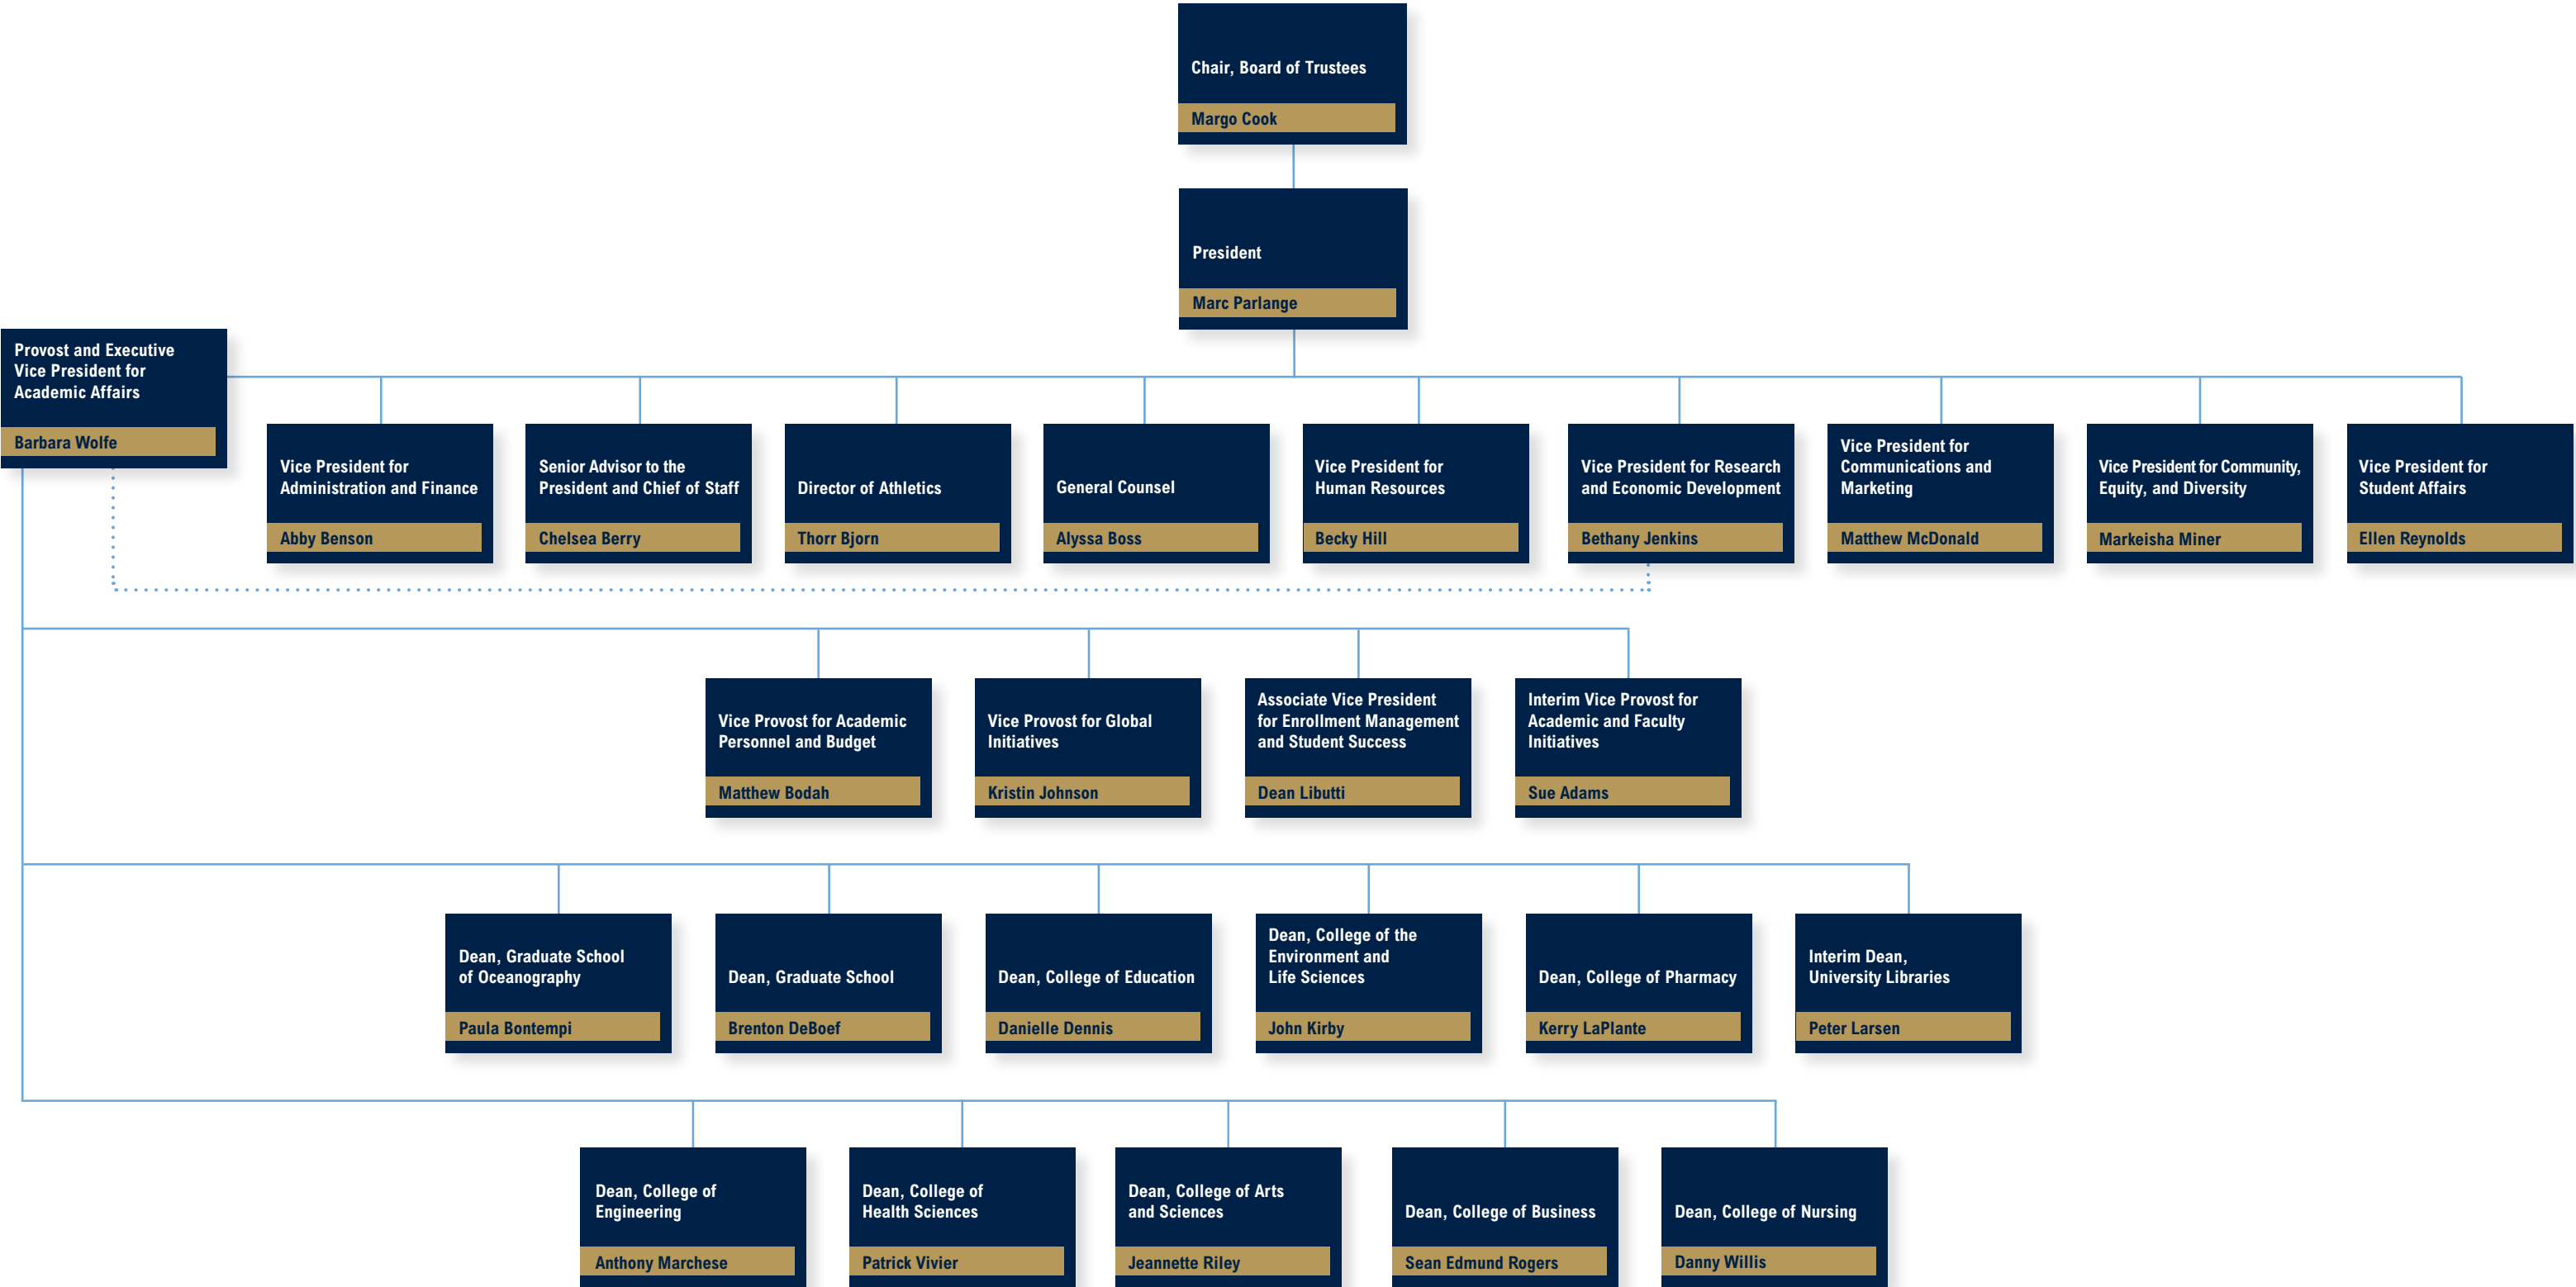 Chair, Board of Trustees
Margo Cook
President
Marc Parlange
Provost and Executive
Vice President for
Academic Affairs
Barbara Wolfe
Vice President for
Administration and Finance
Abby Benson
Senior Advisor to the
President and Chief of Staff
Chelsea Berry
Director of Athletics
Thorr Bjorn
General Counsel
Alyssa Boss
Vice President for
Human Resources
Becky Hill
Vice President for Research
and Economic Development
Bethany Jenkins
Vice President for
Communications and
Marketing
Matthew McDonald
Vice President for Community,
Equity, and Diversity
Markeisha Miner
Vice President for
Student Affairs
Ellen Reynolds
Vice Provost for Academic
Personnel and Budget
Matthew Bodah
Vice Provost for Global
Initiatives
Kristin Johnson
Associate Vice President
for Enrollment Management
and Student Success
Dean Libutti
Interim Vice Provost for
Academic and Faculty
Initiatives
Sue Adams
Dean, Graduate School
of Oceanography
Paula Bontempi
Dean, Graduate School
Brenton DeBoef
Dean, College of Education
Danielle Dennis
Dean, College of the
Environment and
Life Sciences
John Kirby
Dean, College of Pharmacy
Kerry LaPlante
Interim Dean,
University Libraries
Peter Larsen
Dean, College of
Engineering
Anthony Marchese
Dean, College of
Health Sciences
Patrick Vivier
Dean, College of Arts
and Sciences
Jeannette Riley
Dean, College of Business
Sean Edmund Rogers
Dean, College of Nursing
Danny Willis